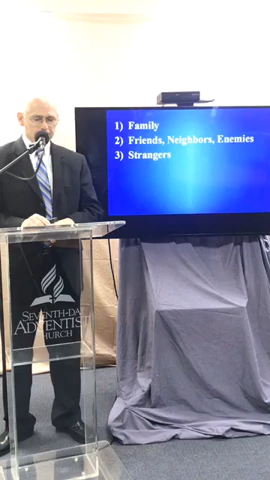 1) Family
2) Friends, Neighbors, Enemies
3) Strangers
SEVENTH-DAY
ADVENTIST
CHURCH